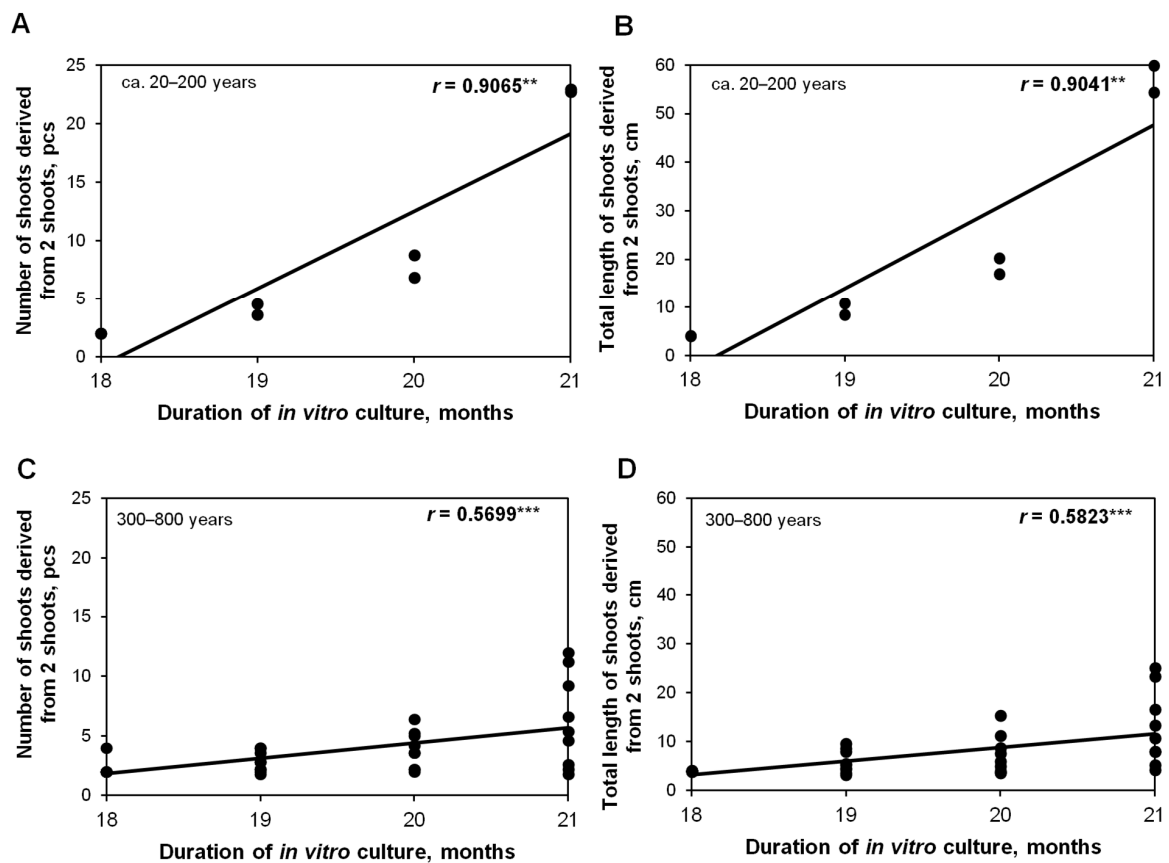 A
ca. 20–200 years
r = 0.9065**
Number of shoots derived
from 2 shoots, pcs
25
20
15
10
5
0
18
19
20
21
Duration of in vitro culture, months
B
ca. 20–200 years
r = 0.9041**
Total length of shoots derived
from 2 shoots, cm
60
50
40
30
20
10
0
18
19
20
21
Duration of in vitro culture, months
C
300–800 years
r = 0.5699***
Number of shoots derived
from 2 shoots, pcs
25
20
15
10
5
0
18
19
20
21
Duration of in vitro culture, months
D
300–800 years
r = 0.5823***
Total length of shoots derived
from 2 shoots, cm
60
50
40
30
20
10
0
18
19
20
21
Duration of in vitro culture, months